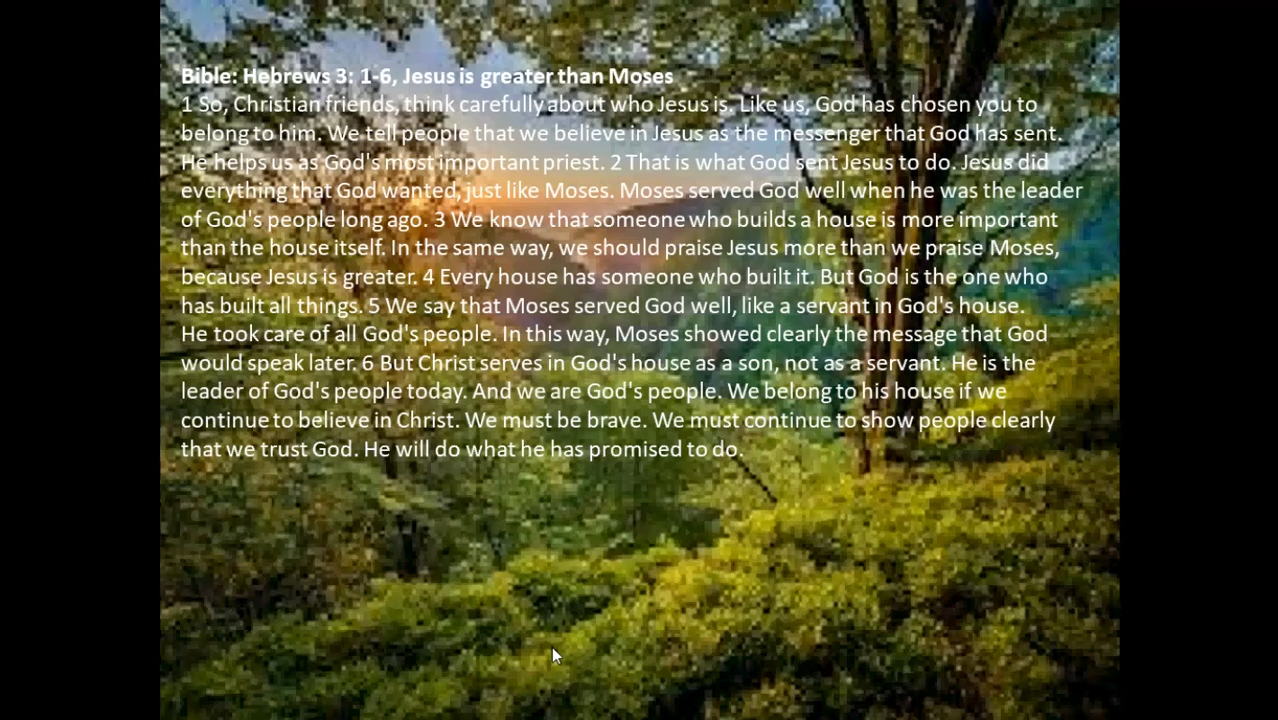 Bible: Hebrews 3: 1-6, Jesus is greater than Moses
1 So, Christian friends, think carefully about who Jesus is. Like us, God has chosen you to
belong to him. We tell people that we believe in Jesus as the messenger that God has sent.
He helps us as God's most important priest. 2 That is what God sent Jesus to do. Jesus did
everything that God wanted, just like Moses. Moses served God well when he was the leader
of God's people long ago. 3 We know that someone who builds a house is more important
than the house itself. In the same way, we should praise Jesus more than we praise Moses,
because Jesus is greater. 4 Every house has someone who built it. But God is the one who
has built all things. 5 We say that Moses served God well, like a servant in God's house.
He took care of all God's people. In this way, Moses showed clearly the message that God
would speak later. 6 But Christ serves in God's house as a son, not as a servant. He is the
leader of God's people today. And we are God's people. We belong to his house if we
continue to believe in Christ. We must be brave. We must continue to show people clearly
that we trust God. He will do what he has promised to do.